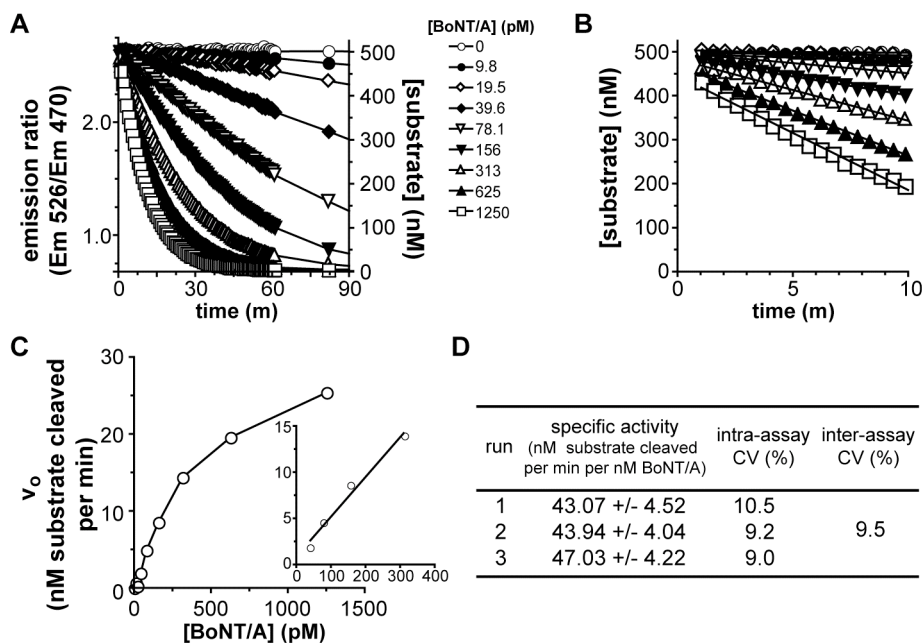 A
emission ratio
(Em 526/Em 470)
2.0
1.0
0 30 60 90
time (m)
500
400
300
200
100
0
[substrate] (nM)
[BoNT/A] (pM)
0
9.8
19.5
39.6
78.1
156
313
625
1250
B
[substrate] (nM)
500
400
300
200
100
0
0 5 10
time (m)
C
v₀
(nM substrate cleaved
per min)
30
20
10
0
0 500 1000 1500
[BoNT/A] (pM)
15
10
5
0
0 100 200 300 400
D
run
specific activity
(nM substrate cleaved
per min per nM BoNT/A)
intra-assay
CV (%)
inter-assay
CV (%)
1 43.07 +/- 4.52 10.5
2 43.94 +/- 4.04 9.2 9.5
3 47.03 +/- 4.22 9.0